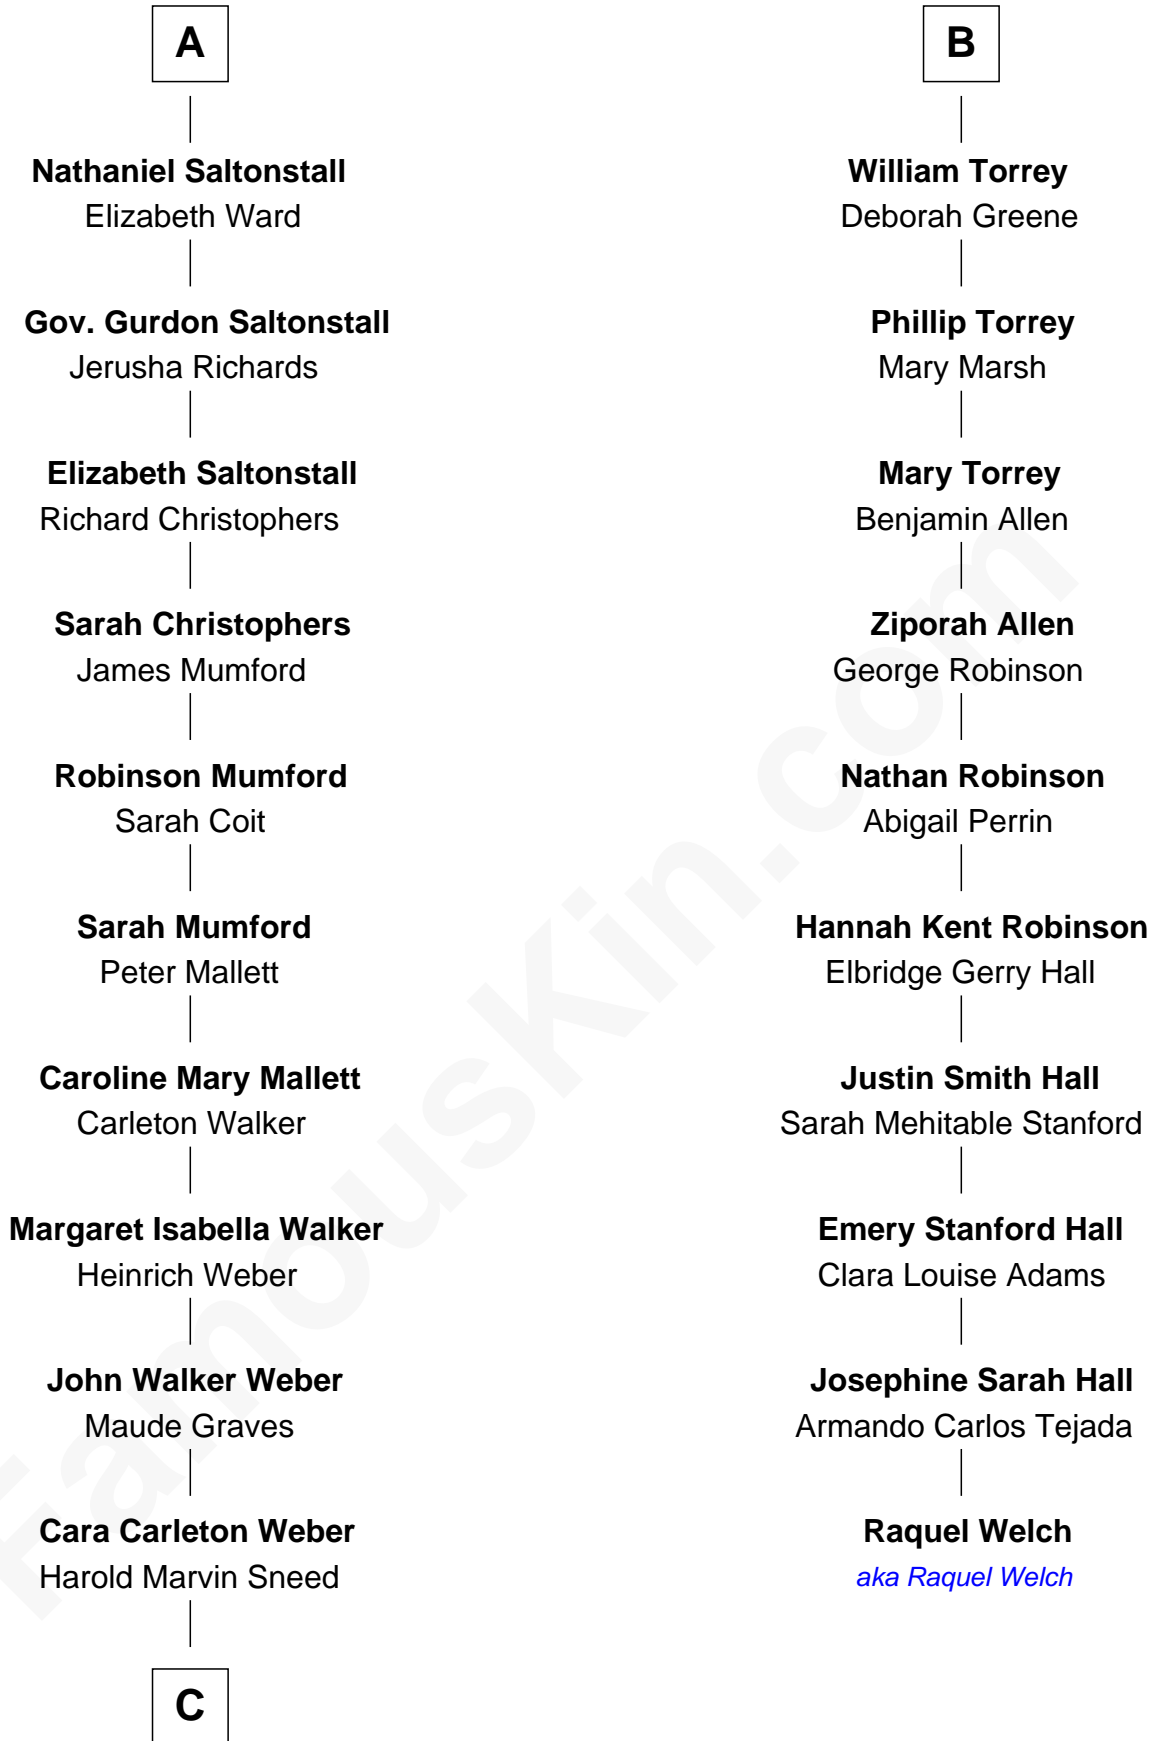 A
Nathaniel Saltonstall
Elizabeth Ward
Gov. Gurdon Saltonstall
Jerusha Richards
Elizabeth Saltonstall
Richard Christophers
Sarah Christophers
James Mumford
Robinson Mumford
Sarah Coit
Sarah Mumford
Peter Mallett
Caroline Mary Mallett
Carleton Walker
Margaret Isabella Walker
Heinrich Weber
John Walker Weber
Maude Graves
Cara Carleton Weber
Harold Marvin Sneed
C
B
William Torrey
Deborah Greene
Phillip Torrey
Mary Marsh
Mary Torrey
Benjamin Allen
Ziporah Allen
George Robinson
Nathan Robinson
Abigail Perrin
Hannah Kent Robinson
Elbridge Gerry Hall
Justin Smith Hall
Sarah Mehitable Stanford
Emery Stanford Hall
Clara Louise Adams
Josephine Sarah Hall
Armando Carlos Tejada
Raquel Welch
aka Raquel Welch
FamousKin.com